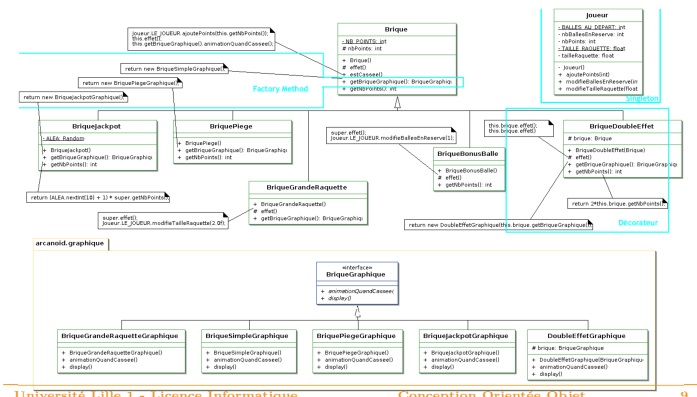 Brique
- NB_POINTS: int
# nbPoints: int
+ Brique()
# effet()
+ estCassee()
+ getBriqueGraphique(): BriqueGraphiqu
+ getNbPoints(): int
Joueur.LE_JOUEUR.ajoutePoints(this.getNbPoints());
this.effet();
this.getBriqueGraphique().animationQuandCassee();
return new BriqueSimpleGraphique();
return new BriquePiegeGraphique();
return new BriqueJackpotGraphique();
Factory Method
Joueur
- BALLES_AU_DEPART: int
- nbBallesEnReserve: int
- nbPoints: int
- TAILLE_RAQUETTE: float
- tailleRaquette: float
- Joueur()
+ ajoutePoints(int)
+ modifieBallesEnReserve(int
+ modifieTailleRaquette(float
Singleton
BriqueJackpot
- ALEA: Random
+ BriqueJackpot()
+ getBriqueGraphique(): BriqueGraphiqu
+ getNbPoints(): int
BriquePiege
+ BriquePiege()
+ getBriqueGraphique(): BriqueGraphiqu
+ getNbPoints(): int
super.effet();
Joueur.LE_JOUEUR.modifieBallesEnReserve(1);
BriqueBonusBalle
+ BriqueBonusBalle()
# effet()
+ getNbPoints(): int
this.brique.effet();
this.brique.effet()
BriqueDoubleEffet
# brique: Brique
+ BriqueDoubleEffet(Brique)
# effet()
+ getBriqueGraphique(): BriqueGraphiqu
+ getNbPoints(): int
return 2*this.brique.getNbPoints();
Décorateur
return new DoubleEffetGraphique(this.brique.getBriqueGraphique());
return (ALEA.nextInt(10) + 1) * super.getNbPoints();
BriqueGrandeRaquette
+ BriqueGrandeRaquette()
# effet()
+ getBriqueGraphique(): BriqueGraphiqu
super.effet();
Joueur.LE_JOUEUR.modifieTailleRaquette(2.0f);
arcanoid.graphique
«interface»
BriqueGraphique
+ animationQuandCassee(
+ display()
BriqueGrandeRaquetteGraphique
+ BriqueGrandeRaquetteGraphique()
+ animationQuandCassee()
+ display()
BriqueSimpleGraphique
+ BriqueSimpleGraphique()
+ animationQuandCassee()
+ display()
BriquePiegeGraphique
+ BriquePiegeGraphique()
+ animationQuandCassee()
+ display()
BriqueJackpotGraphique
+ BriqueJackpotGraphique()
+ animationQuandCassee()
+ display()
DoubleEffetGraphique
# brique: BriqueGraphique
+ DoubleEffetGraphique(BriqueGraphiqu
+ animationQuandCassee()
+ display()
Université Lille 1 - Licence Informatique
Conception Orientée Objet
9